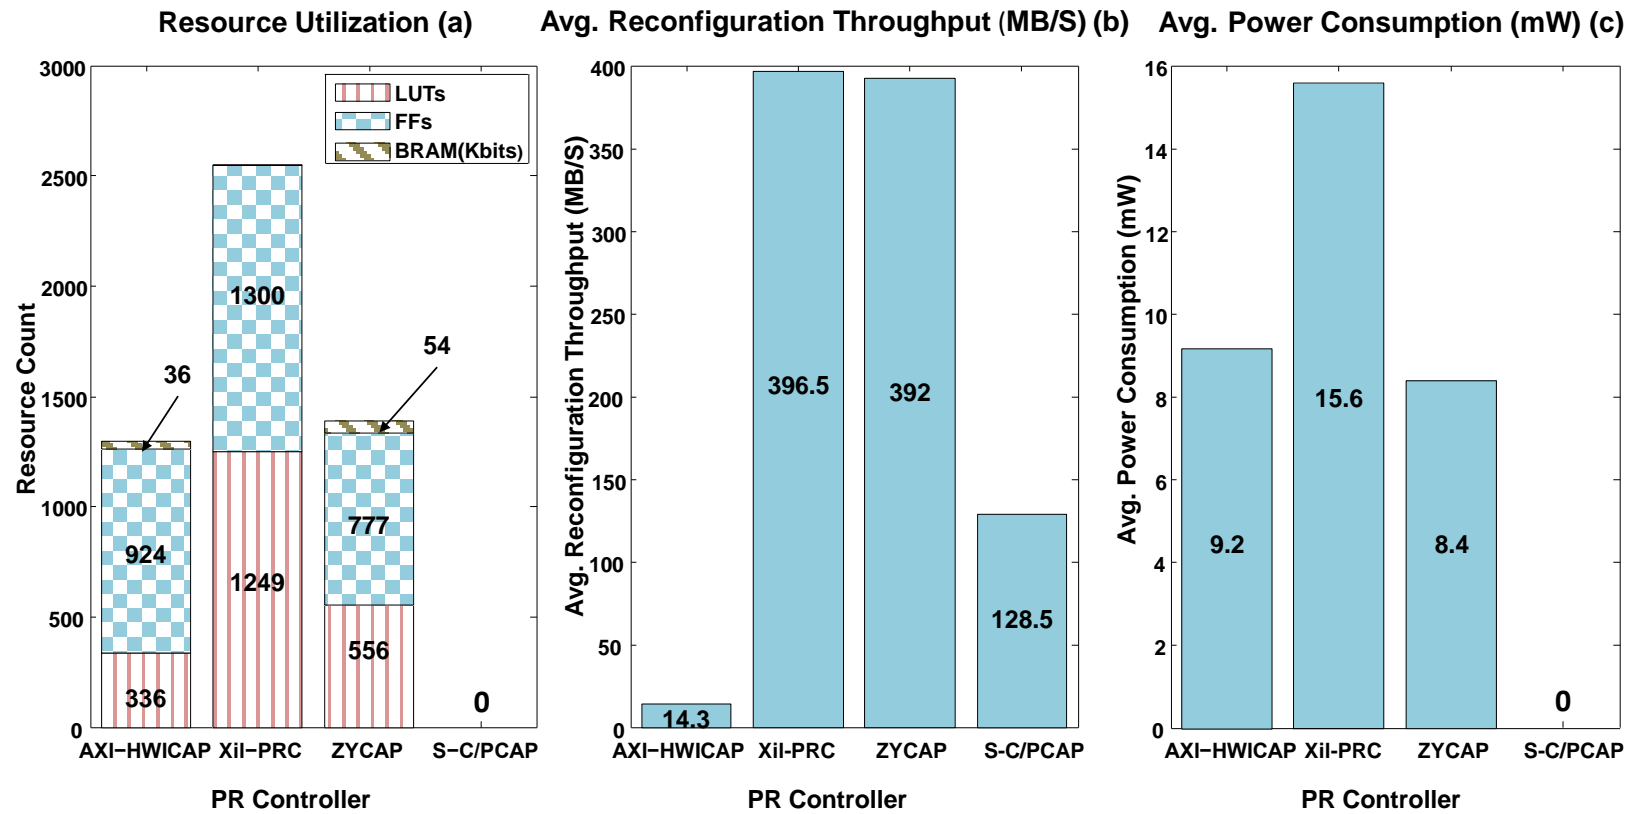 Resource Utilization (a)
3000
2500
2000
1500
1000
500
0
Resource Count
LUTs
FFs
BRAM(Kbits)
36
924
336
1300
1249
54
777
556
0
AXI−HWICAP Xil−PRC ZYCAP S−C/PCAP
PR Controller
Avg. Reconfiguration Throughput (MB/S) (b)
400
350
300
250
200
150
100
50
0
Avg. Reconfiguration Throughput (MB/S)
14.3
396.5
392
128.5
AXI−HWICAP Xil-PRC ZYCAP S-C/PCAP
PR Controller
Avg. Power Consumption (mW) (c)
16
14
12
10
8
6
4
2
0
Avg. Power Consumption (mW)
9.2
15.6
8.4
0
AXI−HWICAP Xil-PRC ZYCAP S−C/PCAP
PR Controller